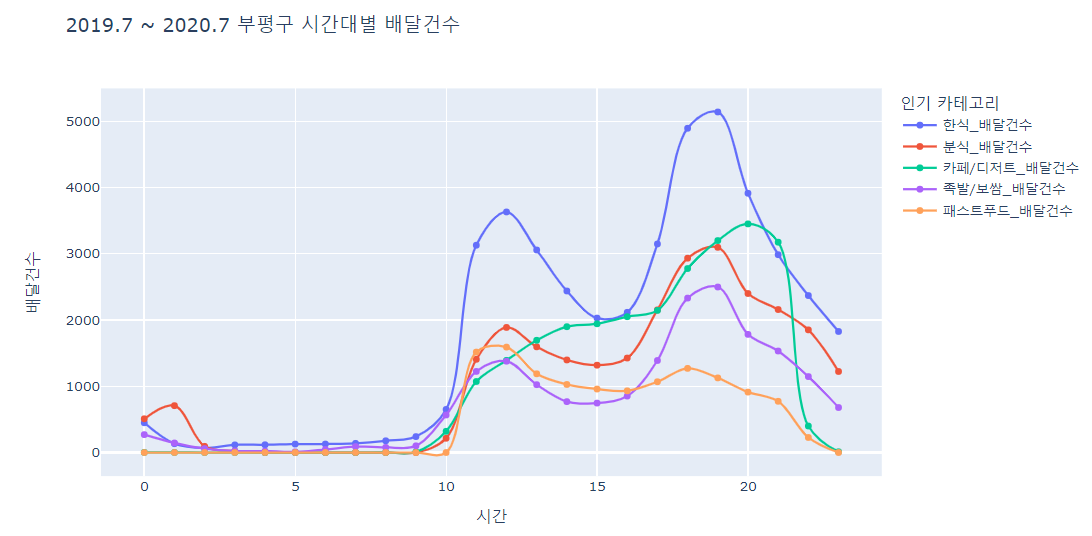 2019.7 ~ 2020.7 부평구 시간대별 배달건수
인기 카테고리
한식_배달건수
분식_배달건수
카페/디저트_배달건수
족발/보쌈_배달건수
패스트푸드_배달건수
배달건수
5000
4000
3000
2000
1000
0
0 5 10 15 20
시간